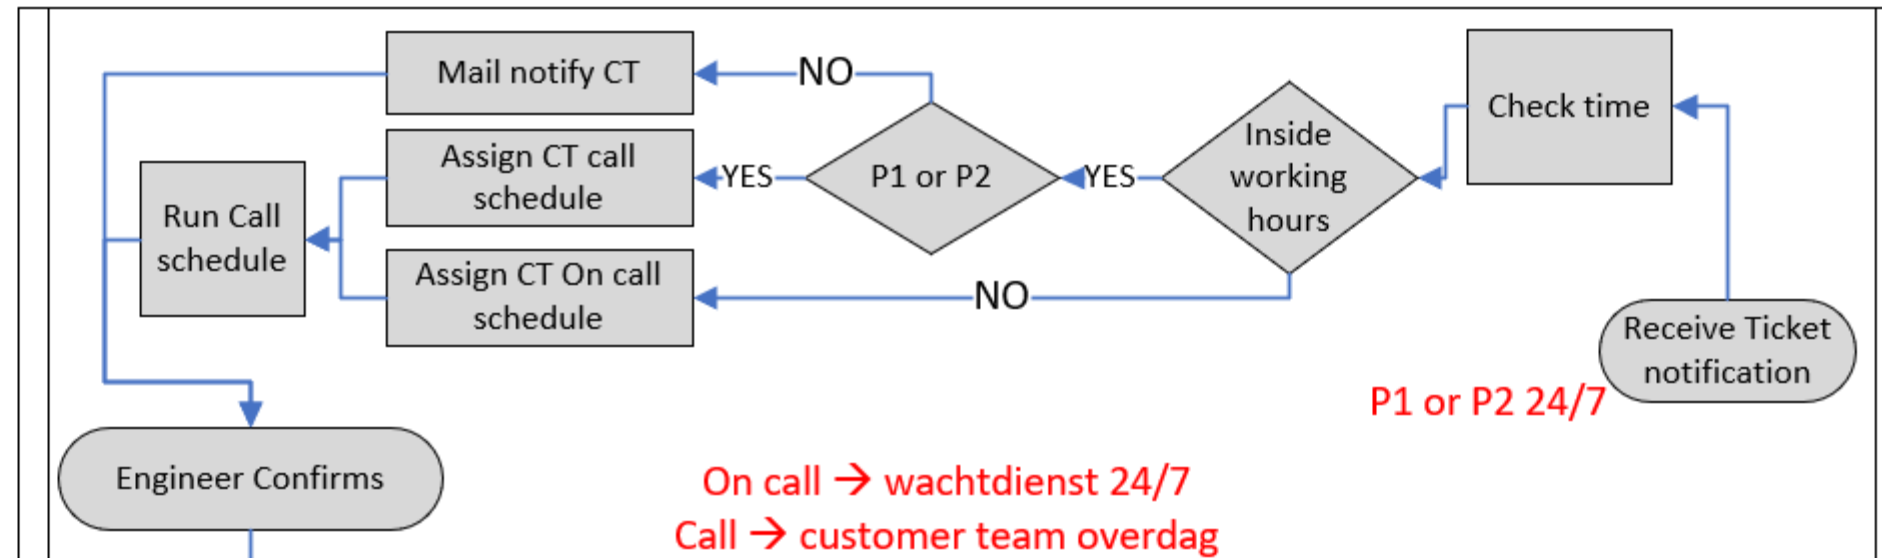 Mail notify CT
NO
Check time
Inside
working
hours
Assign CT call
schedule
YES
P1 or P2
YES
Run Call
schedule
Assign CT On call
schedule
NO
Receive Ticket
notification
P1 or P2 24/7
Engineer Confirms
On call → wachtdienst 24/7
Call → customer team overdag